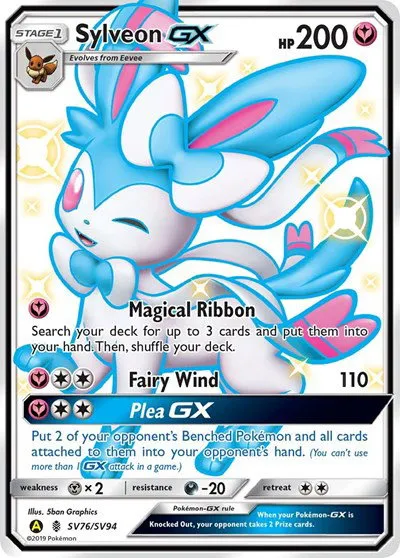 STAGE 1 Sylveon GX HP 200
Evolves from Eevee
Magical Ribbon
Search your deck for up to 3 cards and put them into
your hand. Then, shuffle your deck.
Fairy Wind 110
Plea GX
Put 2 of your opponent's Benched Pokémon and all cards
attached to them into your opponent's hand. (You can't use
more than 1 GX attack in a game.)
weakness ×2 resistance -20 retreat
Illus. 5ban Graphics Pokémon-GX rule When your Pokémon-GX is
A SV76/SV94 Knocked Out, your opponent takes 2 Prize cards.
©2019 Pokémon